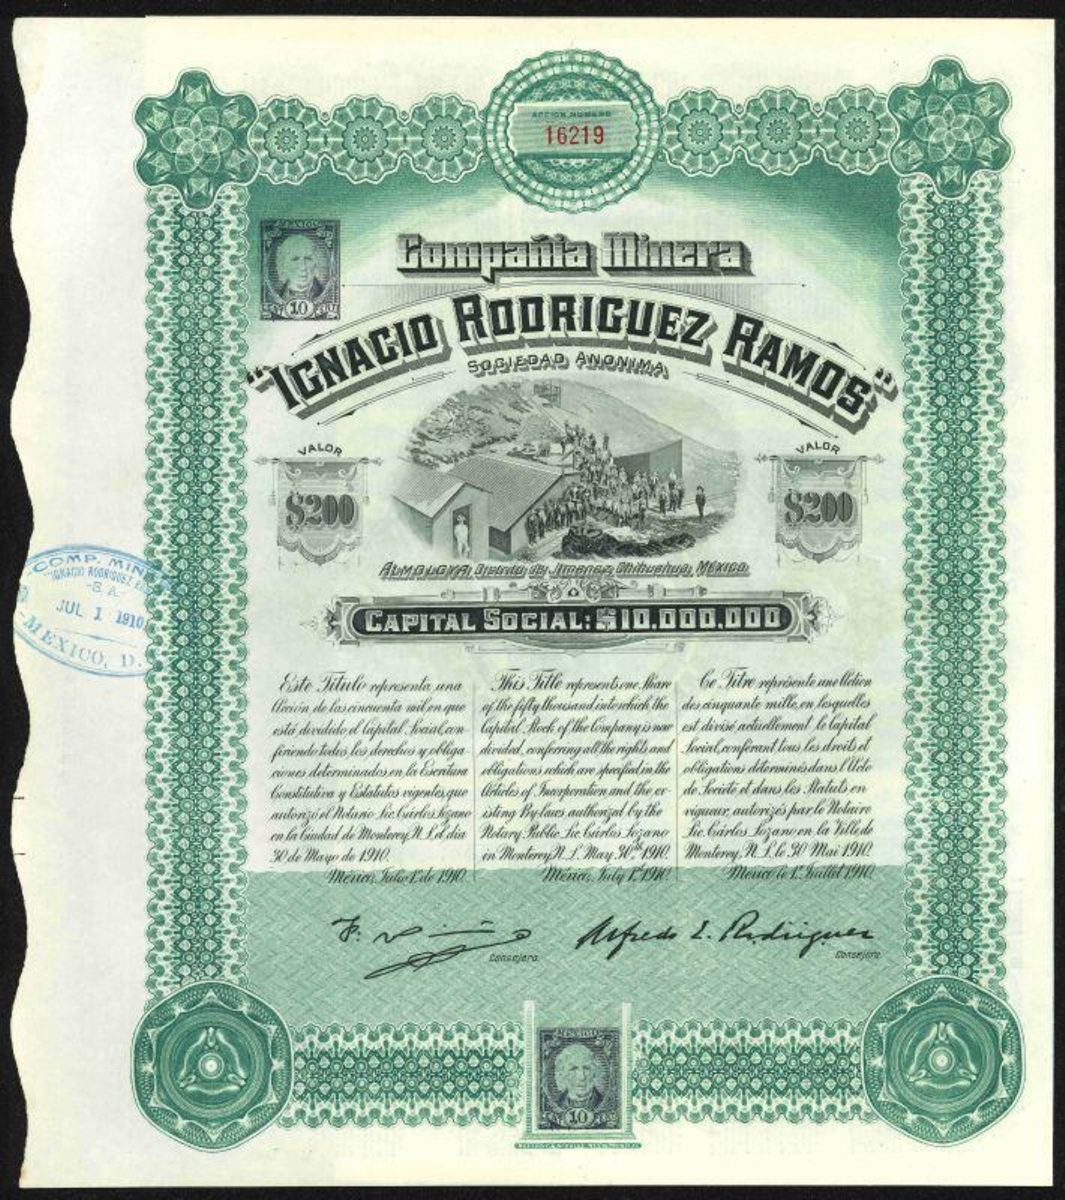 ACCION NUMERO
16219
MEXICO
10
Compañia Minera
"IGNACIO RODRIGUEZ RAMOS"
SOCIEDAD ANONIMA
VALOR
$200
VALOR
$200
ALMOLOYA, Distrito de Jimenez, Chihuahua, MÉXICO.
CAPITAL SOCIAL: $10,000,000
COMP. MINERA
"IGNACIO RODRIGUEZ
S. A.
JUL 1 1910
MEXICO, D.
Este Titulo representa una
Acción de las cincuenta mil en que
está dividido el Capital Social, con
firiendo todos los derechos y obliga-
ciones determinados en la Escritura
Constitutiva y Estatutos vigentes, que
autorizó el Notario Lic. Cárlos Lozano
en la Ciudad de Monterey, N. L. el dia
30 de Mayo de 1910.
México, Julio 1º de 1910.
This Title represents one Share
of the fifty thousand into which the
Capital Stock of the Company is now
divided, conferring all the rights and
obligations which are specified in the
Articles of Incorporation and the ex
isting By-laws authorized by the
Notary Public Lic. Cárlos Lozano
in Monterey, N. L. May. 30th 1910.
México, July 1st 1910.
Ce Titre représente une Action
des cinquante mille, en lesquelles
est divisé actuellement le Capital
Social, conférant tous les droits et
obligations déterminés dans l'Acte
de Société et dans les Statuts en
vigueur, autorizés par le Notaire
Lic. Cárlos Lozano en la Ville de
Monterey, N. L. le 30 Mai 1910.
Mexico le 1er Juillet 1910.
Consejero.
Alfredo E. Rodriguez
Consejero.
MEXICO
10